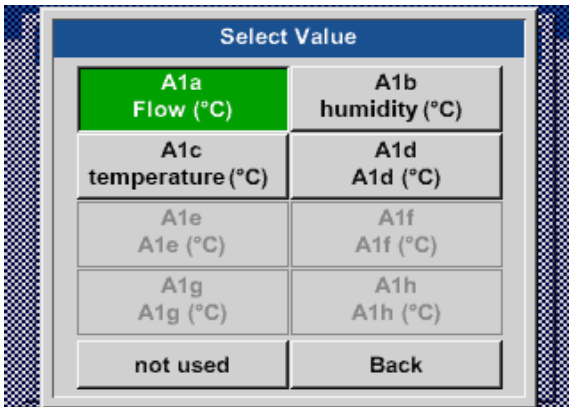 Select Value
A1a
Flow (°C)
A1b
humidity (°C)
A1c
temperature (°C)
A1d
A1d (°C)
A1e
A1e (°C)
A1f
A1f (°C)
A1g
A1g (°C)
A1h
A1h (°C)
not used
Back